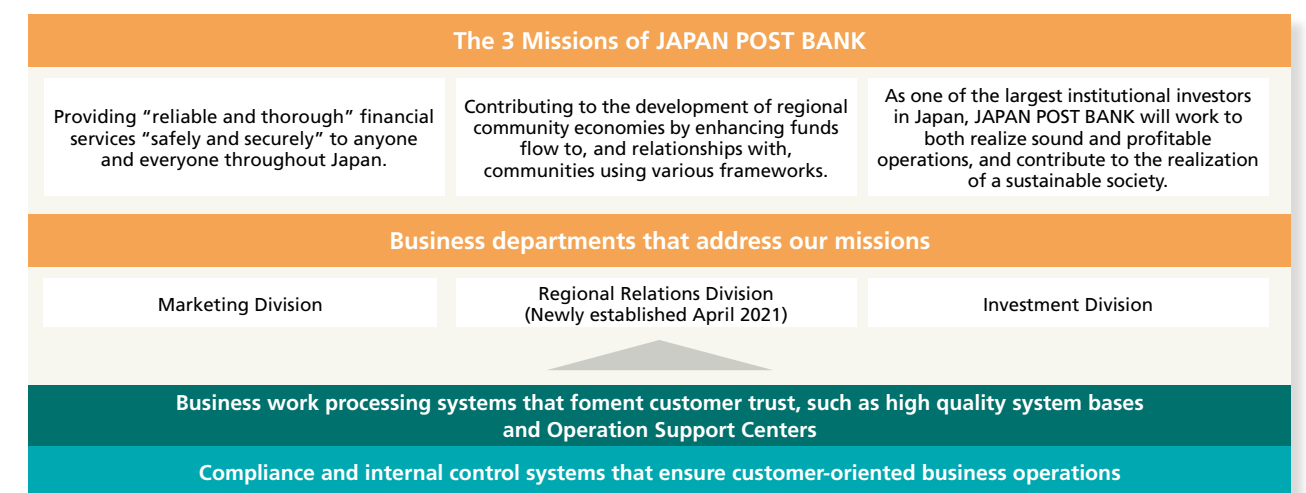 The 3 Missions of JAPAN POST BANK
Providing “reliable and thorough” financial
services “safely and securely” to anyone
and everyone throughout Japan.
Contributing to the development of regional
community economies by enhancing funds
flow to, and relationships with,
communities using various frameworks.
As one of the largest institutional investors
in Japan, JAPAN POST BANK will work to
both realize sound and profitable
operations, and contribute to the realization
of a sustainable society.
Business departments that address our missions
Marketing Division
Regional Relations Division
(Newly established April 2021)
Investment Division
Business work processing systems that foment customer trust, such as high quality system bases
and Operation Support Centers
Compliance and internal control systems that ensure customer-oriented business operations